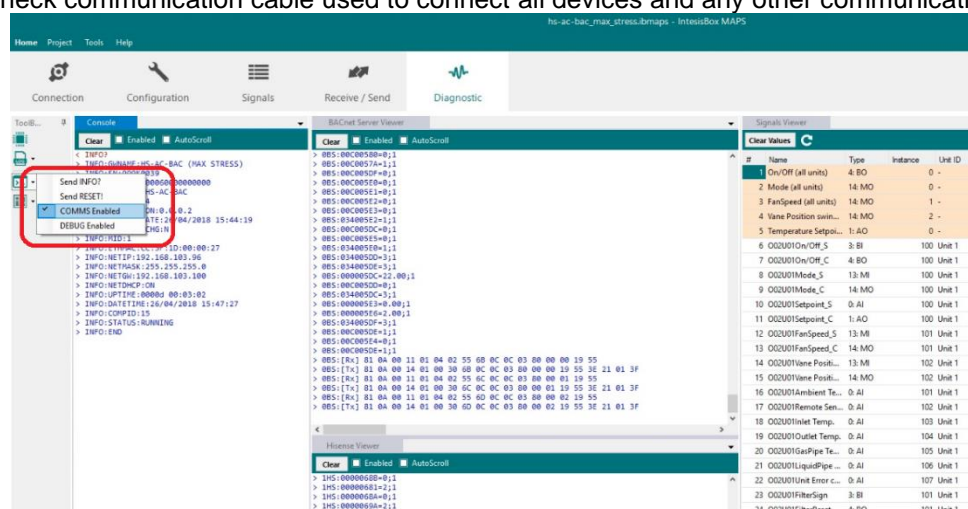 heck communication cable used to connect all devices and any other communicati
hs-ac-bac_max_stress.ibmaps - IntesisBox MAPS
Home Project Tools Help
Connection Configuration Signals Receive / Send Diagnostic
Toolb...
Console
Clear Enabled AutoScroll
< INFO?
> INFO:GWNAME:HS-AC-BAC (MAX STRESS)
Send INFO?
Send RESET!
COMMS Enabled
DEBUG Enabled
> INFO:NETIP:192.168.103.96
> INFO:NETMASK:255.255.255.0
> INFO:NETGW:192.168.103.100
> INFO:NETDHCP:ON
> INFO:UPTIME:0000d 00:03:02
> INFO:DATETIME:26/04/2018 15:47:27
> INFO:COMPID:15
> INFO:STATUS:RUNNING
> INFO:END
BACnet Server Viewer
Clear Enabled AutoScroll
> 0BS:00C00580=0;1
> 0BS:00C0057A=1;1
> 0BS:00C005DF=0;1
> 0BS:00C005E0=0;1
> 0BS:00C005E1=0;1
> 0BS:00C005E2=0;1
> 0BS:034005E2=1;1
> 0BS:034005E0=1;1
> 0BS:034005DD=3;1
> 0BS:034005DE=3;1
> 0BS:000005DC=22.00;1
> 0BS:00C005DD=0;1
> 0BS:034005DC=3;1
> 0BS:000005E3=0.00;1
> 0BS:000005E6=2.00;1
> 0BS:034005DF=3;1
> 0BS:00C005DE=1;1
> 0BS:00C005E4=0;1
> 0BS:00C005DE=1;1
> 0BS:[Rx] 81 0A 00 11 01 04 02 55 6B 0C 0C 03 80 00 00 19 55
> 0BS:[Tx] 81 0A 00 14 01 00 30 6B 0C 0C 03 80 00 00 19 55 3E 21 01 3F
> 0BS:[Rx] 81 0A 00 11 01 04 02 55 6C 0C 0C 03 80 00 01 19 55
> 0BS:[Tx] 81 0A 00 14 01 00 30 6C 0C 0C 03 80 00 01 19 55 3E 21 01 3F
> 0BS:[Rx] 81 0A 00 11 01 04 02 55 6D 0C 0C 03 80 00 02 19 55
> 0BS:[Tx] 81 0A 00 14 01 00 30 6D 0C 0C 03 80 00 02 19 55 3E 21 01 3F
Hisense Viewer
Clear Enabled AutoScroll
> 1HS:0000068B=0;1
> 1HS:00000681=2;1
> 1HS:0000068A=0;1
> 1HS:0000069A=2;1
Signals Viewer
Clear Values
# Name Type Instance Unit ID
1 On/Off (all units) 4: BO 0 -
2 Mode (all units) 14: MO 0 -
3 FanSpeed (all units) 14: MO 1 -
4 Vane Position swin... 14: MO 2 -
5 Temperature Setpoi... 1: AO 0 -
6 O02U01On/Off_S 3: BI 100 Unit 1
7 O02U01On/Off_C 4: BO 100 Unit 1
8 O02U01Mode_S 13: MI 100 Unit 1
9 O02U01Mode_C 14: MO 100 Unit 1
10 O02U01Setpoint_S 0: AI 100 Unit 1
11 O02U01Setpoint_C 1: AO 100 Unit 1
12 O02U01FanSpeed_S 13: MI 101 Unit 1
13 O02U01FanSpeed_C 14: MO 101 Unit 1
14 O02U01Vane Positi... 13: MI 102 Unit 1
15 O02U01Vane Positi... 14: MO 102 Unit 1
16 O02U01Ambient Te... 0: AI 101 Unit 1
17 O02U01Remote Sen... 0: AI 102 Unit 1
18 O02U01Inlet Temp. 0: AI 103 Unit 1
19 O02U01Outlet Temp. 0: AI 104 Unit 1
20 O02U01GasPipe Te... 0: AI 105 Unit 1
21 O02U01LiquidPipe ... 0: AI 106 Unit 1
22 O02U01Unit Error c... 0: AI 107 Unit 1
23 O02U01FilterSign 3: BI 101 Unit 1